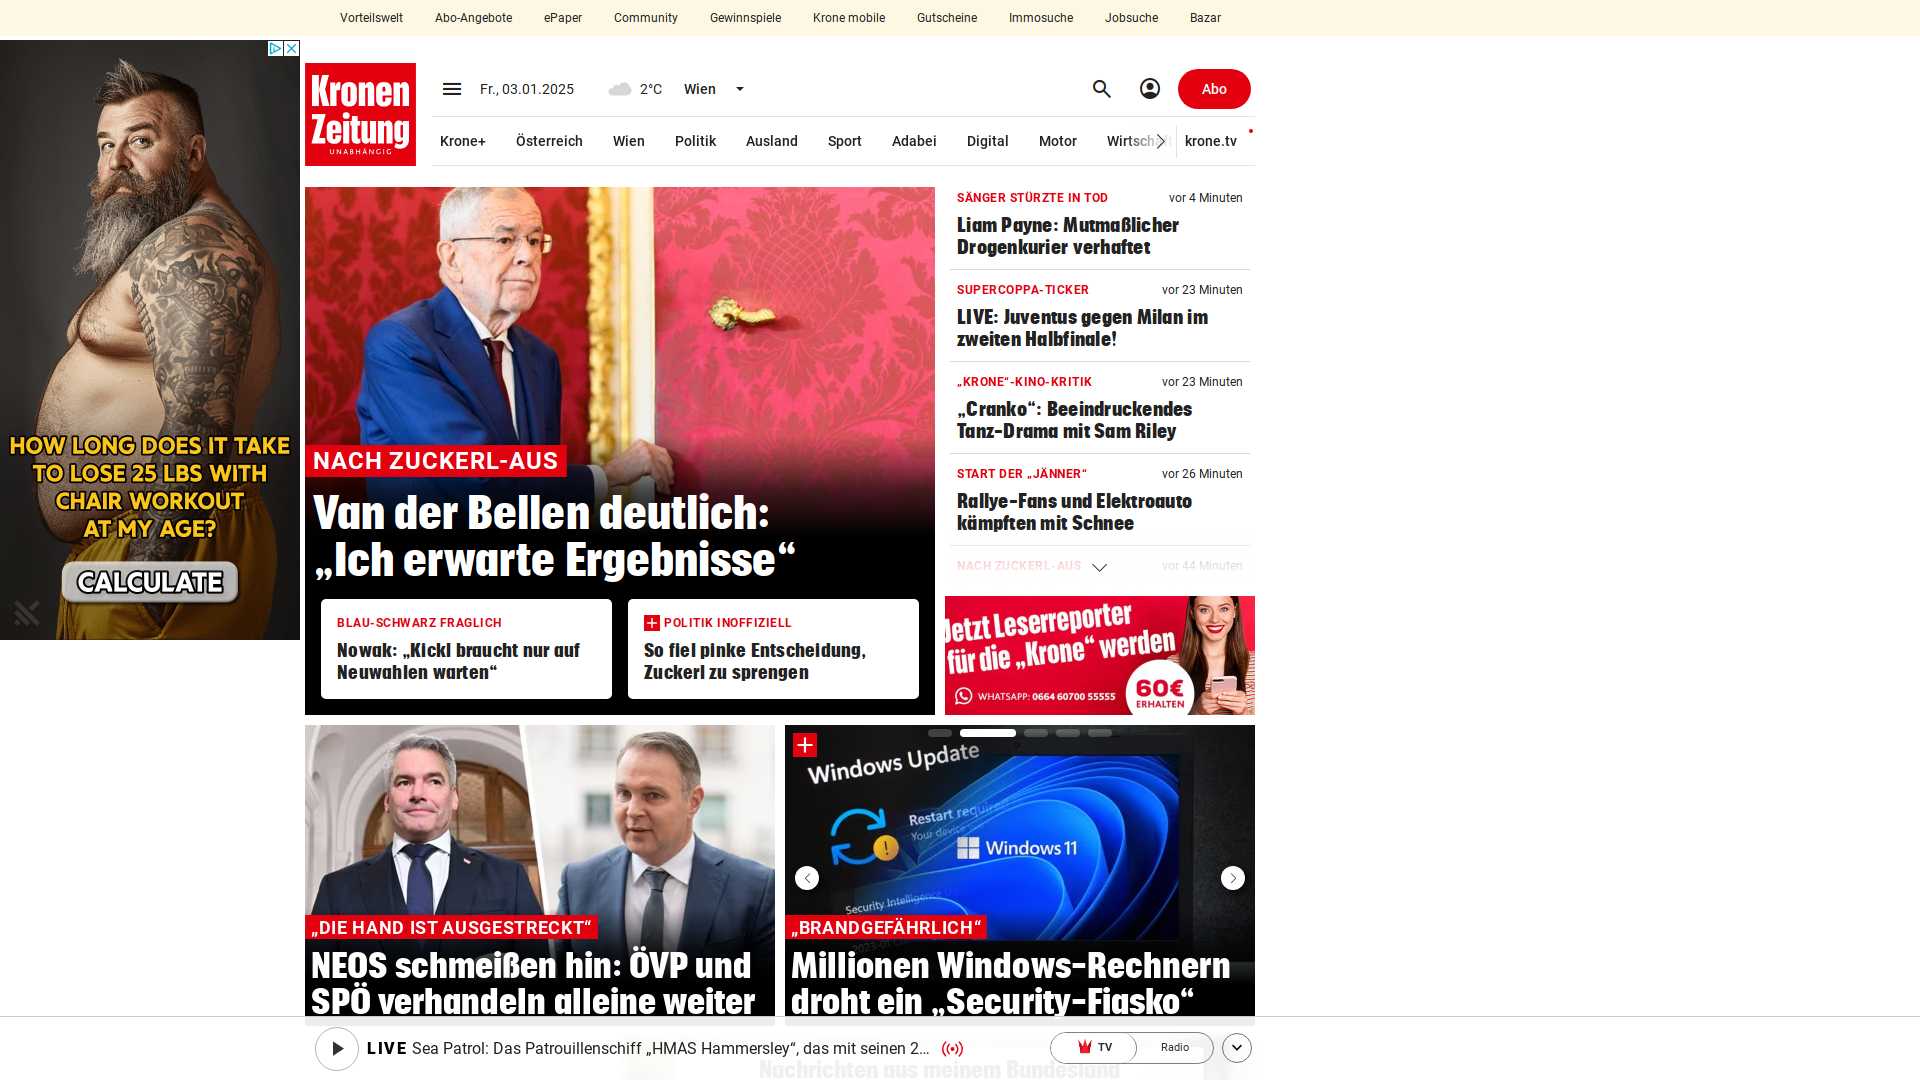 Vorteilswelt
Abo-Angebote
ePaper
Community
Gewinnspiele
Krone mobile
Gutscheine
Immosuche
Jobsuche
Bazar
HOW LONG DOES IT TAKE
TO LOSE 25 LBS WITH
CHAIR WORKOUT
AT MY AGE?
CALCULATE
Kronen
Zeitung
UNABHÄNGIG
Fr., 03.01.2025
2°C
Wien
Abo
Krone+
Österreich
Wien
Politik
Ausland
Sport
Adabei
Digital
Motor
Wirtschaft
krone.tv
NACH ZUCKERL-AUS
Van der Bellen deutlich:
„Ich erwarte Ergebnisse“
BLAU-SCHWARZ FRAGLICH
Nowak: „Kickl braucht nur auf
Neuwahlen warten“
POLITIK INOFFIZIELL
So fiel pinke Entscheidung,
Zuckerl zu sprengen
SÄNGER STÜRZTE IN TOD
vor 4 Minuten
Liam Payne: Mutmaßlicher
Drogenkurier verhaftet
SUPERCOPPA-TICKER
vor 23 Minuten
LIVE: Juventus gegen Milan im
zweiten Halbfinale!
„KRONE“-KINO-KRITIK
vor 23 Minuten
„Cranko“: Beeindruckendes
Tanz-Drama mit Sam Riley
START DER „JÄNNER“
vor 26 Minuten
Rallye-Fans und Elektroauto
kämpften mit Schnee
NACH ZUCKERL-AUS
vor 44 Minuten
Jetzt Leserreporter
für die „Krone“ werden
WHATSAPP: 0664 60700 55555
60€
ERHALTEN
„DIE HAND IST AUSGESTRECKT“
NEOS schmeißen hin: ÖVP und
SPÖ verhandeln alleine weiter
Windows Update
Restart required
Your device
Windows 11
Security Intelligence
„BRANDGEFÄHRLICH“
Millionen Windows-Rechnern
droht ein „Security-Fiasko“
LIVE Sea Patrol: Das Patrouillenschiff „HMAS Hammersley“, das mit seinen 2...
TV
Radio
Nachrichten aus meinem Bundesland